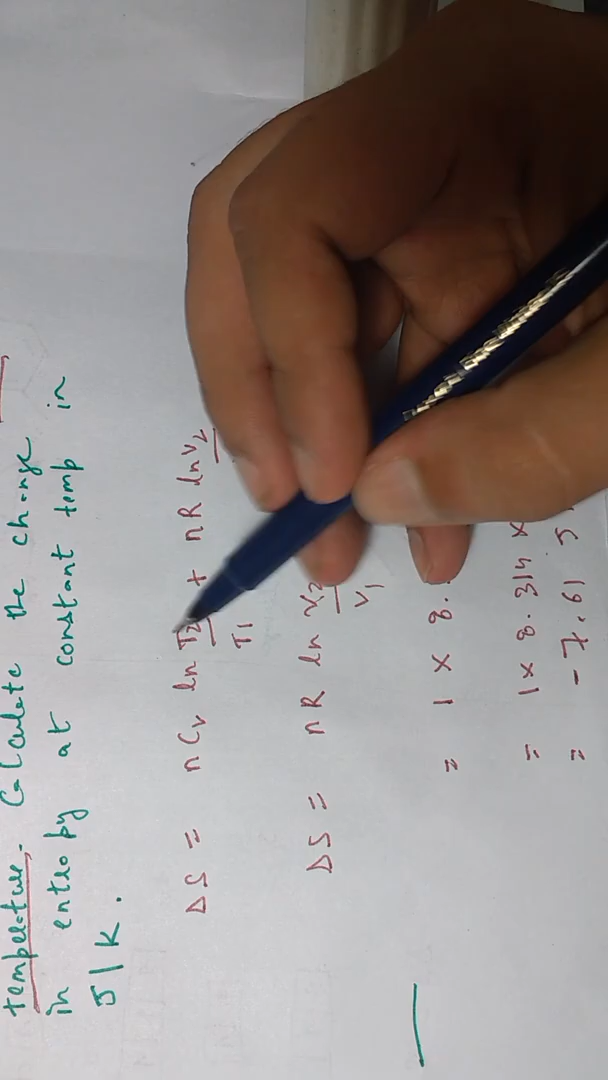 temperature. Calculate the change
in entropy at constant temp in
J/K.
ΔS = nCv ln T2/T1 + nR ln V2
ΔS = nR ln V2/V1
= 1 × 8.
= 1 × 8.314 ×
= -7.61 J